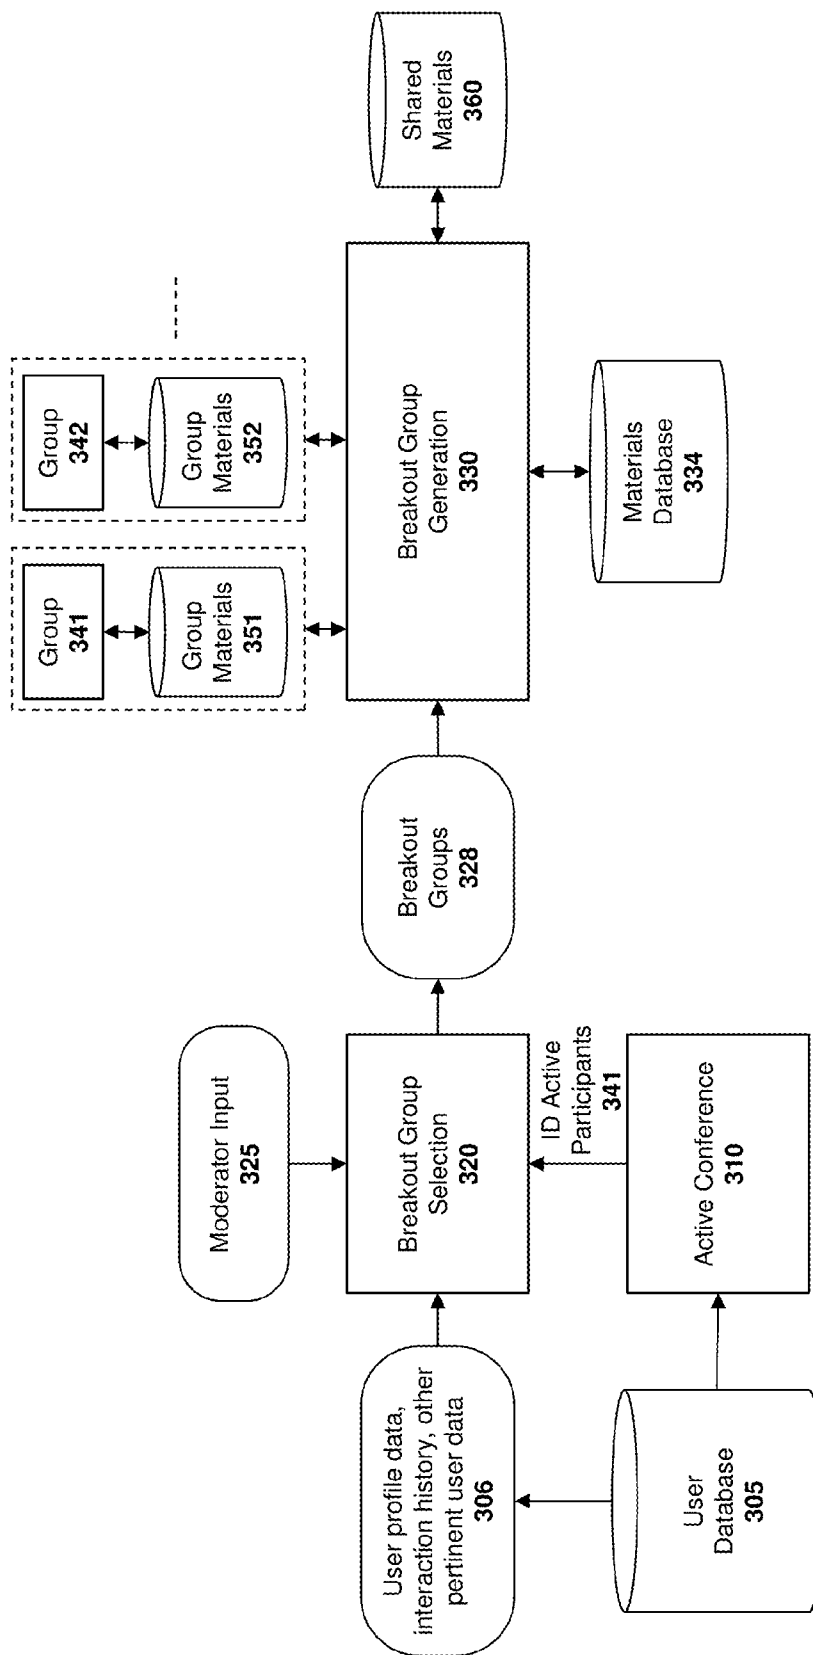 User profile data,
interaction history, other
pertinent user data
306
User
Database
305
Moderator Input
325
Breakout Group
Selection
320
ID Active
Participants
341
Active Conference
310
Breakout
Groups
328
Group
341
Group
Materials
351
Group
342
Group
Materials
352
Breakout Group
Generation
330
Materials
Database
334
Shared
Materials
360